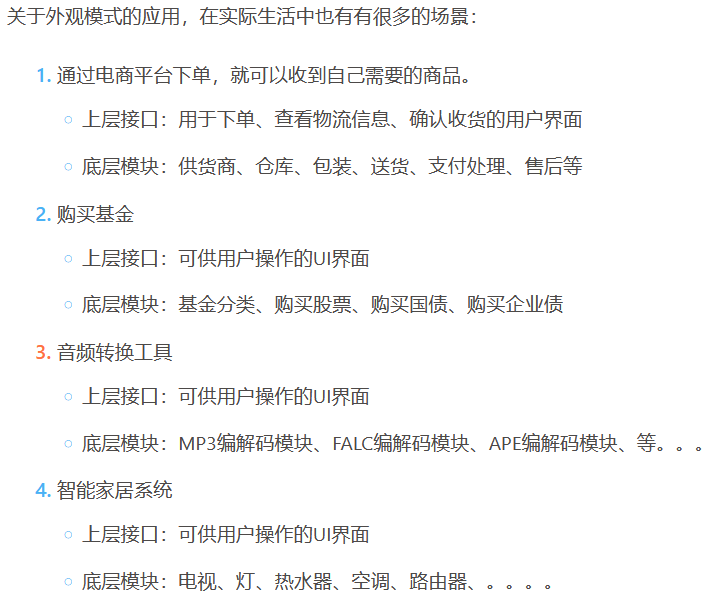 关于外观模式的应用，在实际生活中也有有很多的场景：
1. 通过电商平台下单，就可以收到自己需要的商品。
○ 上层接口：用于下单、查看物流信息、确认收货的用户界面
○ 底层模块：供货商、仓库、包装、送货、支付处理、售后等
2. 购买基金
○ 上层接口：可供用户操作的UI界面
○ 底层模块：基金分类、购买股票、购买国债、购买企业债
3. 音频转换工具
○ 上层接口：可供用户操作的UI界面
○ 底层模块：MP3编解码模块、FALC编解码模块、APE编解码模块、等。。。
4. 智能家居系统
○ 上层接口：可供用户操作的UI界面
○ 底层模块：电视、灯、热水器、空调、路由器、。。。。